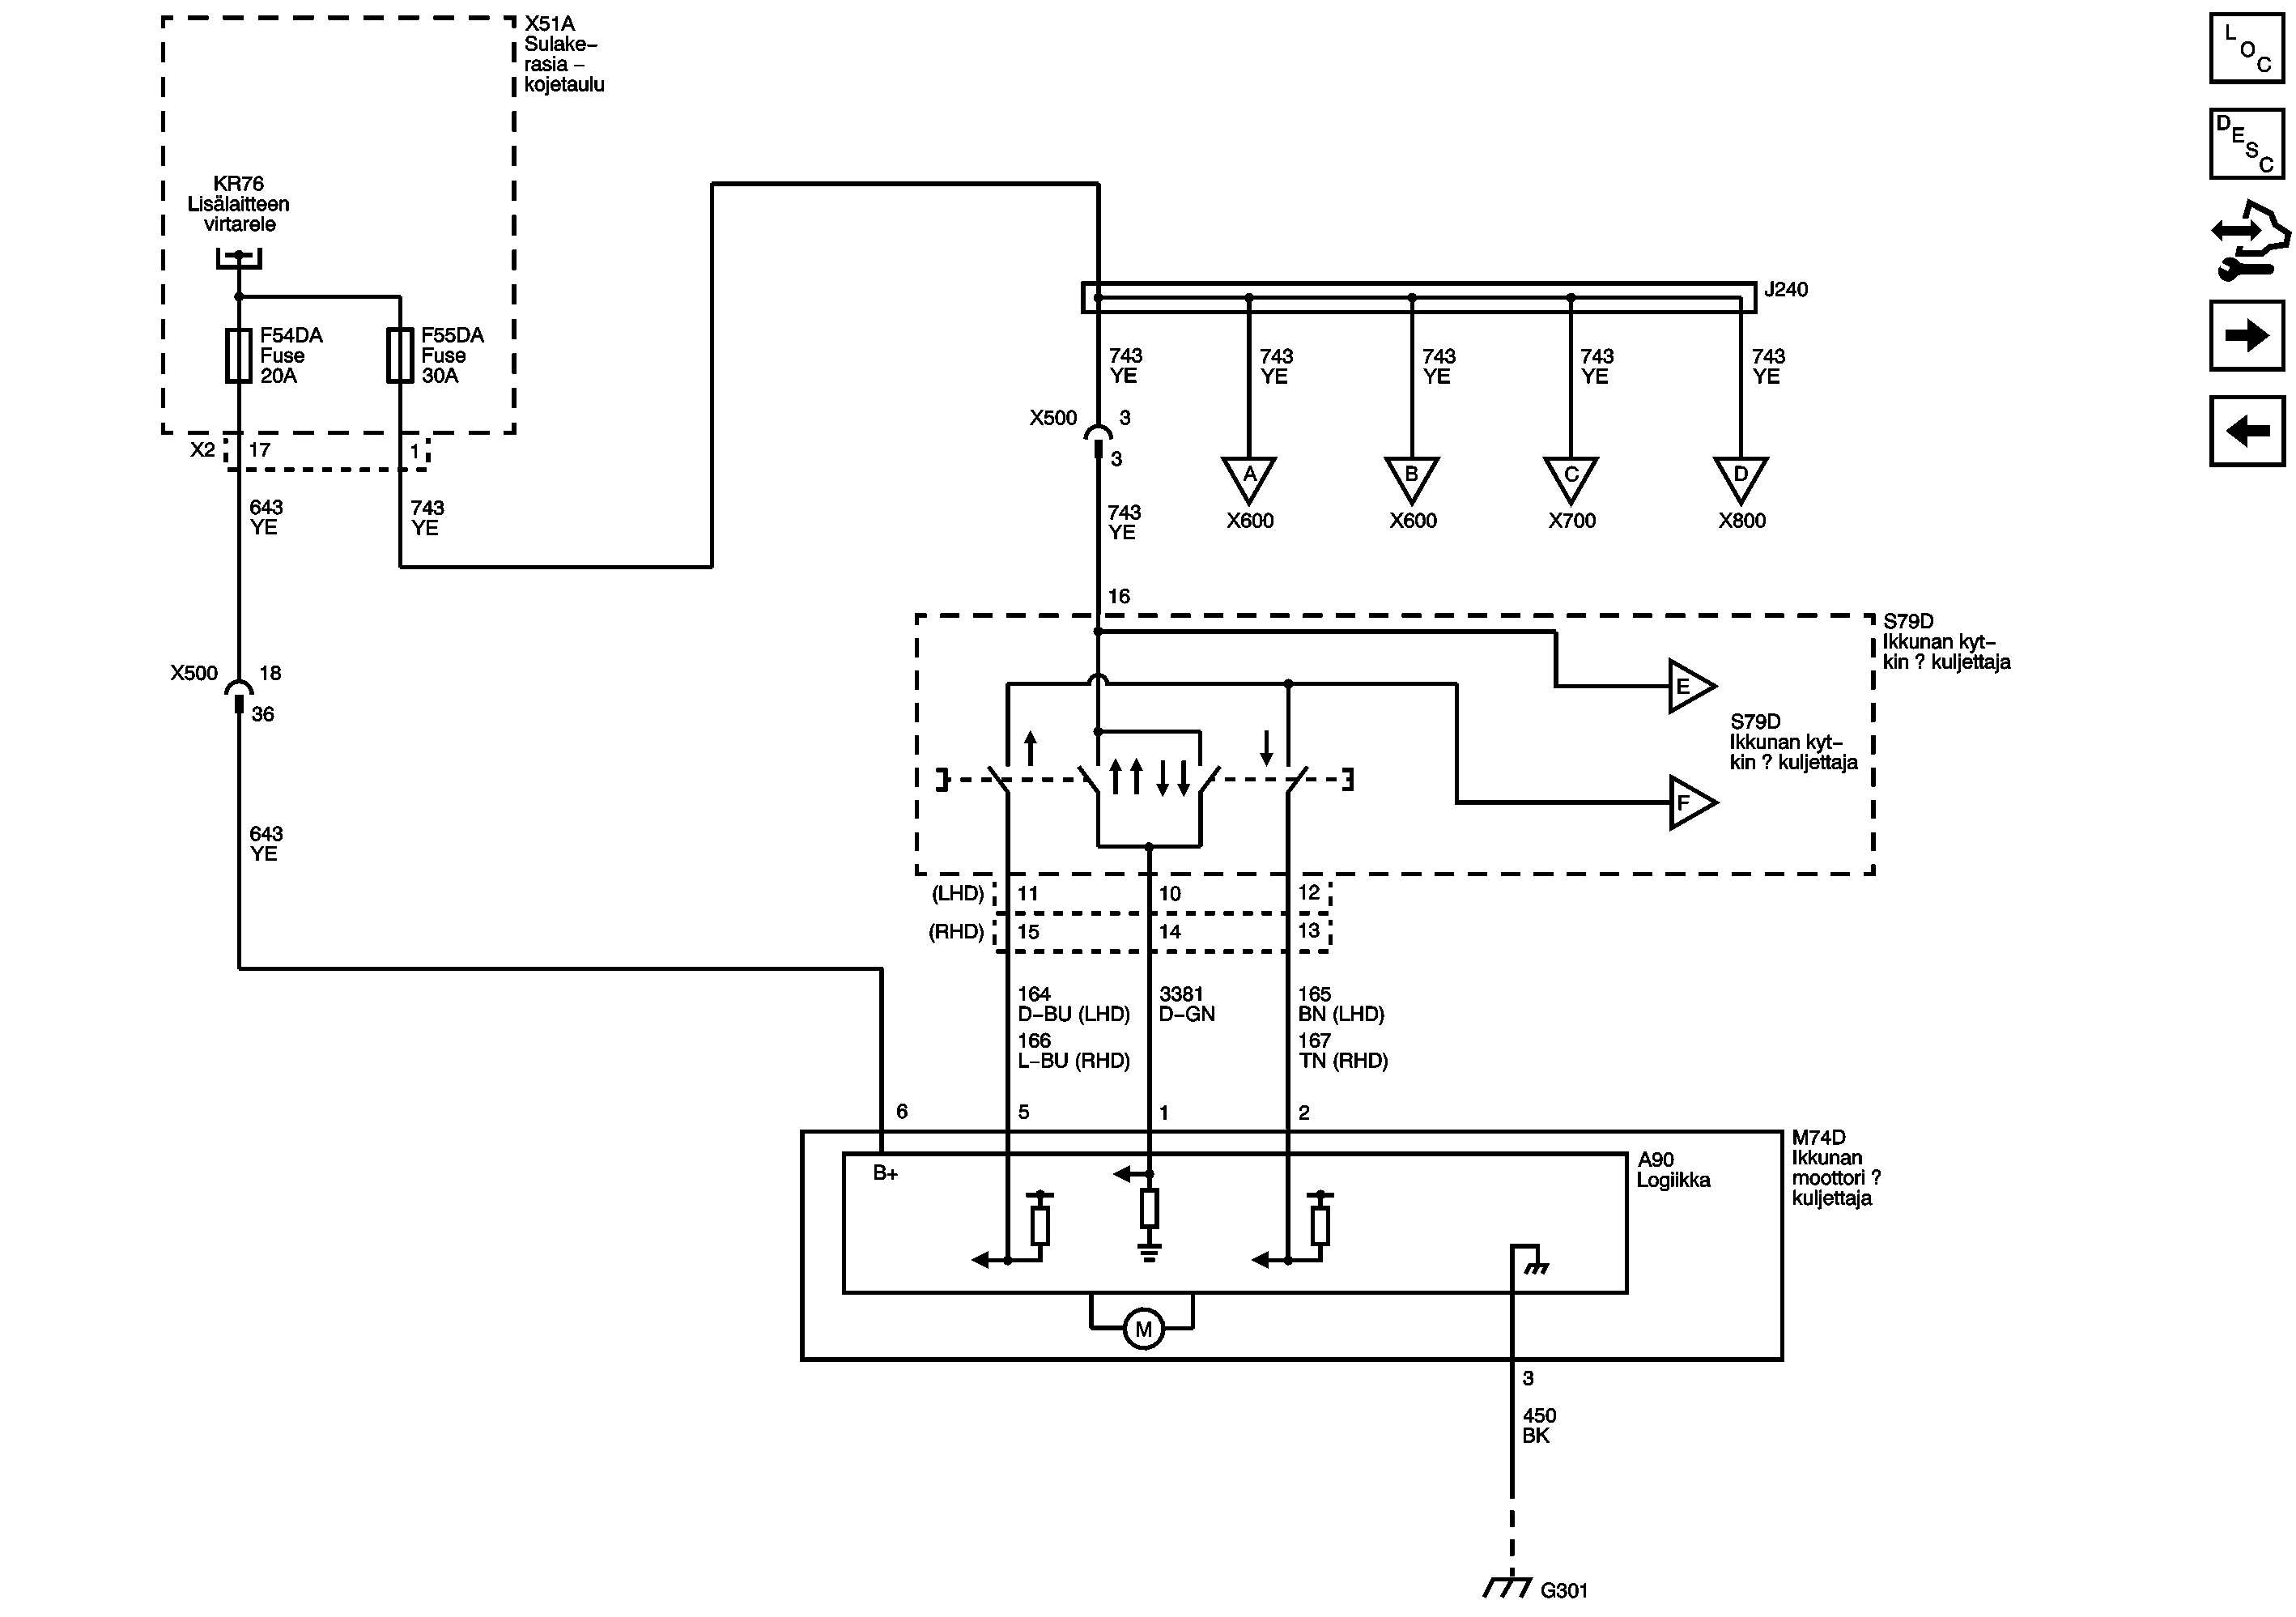 X51A
Sulake–
rasia –
kojetaulu
KR76
Lisälaitteen
virtarele
F54DA
Fuse
20A
F55DA
Fuse
30A
X2
17
1
643
YE
743
YE
X500
18
36
643
YE
J240
743
YE
743
YE
743
YE
743
YE
743
YE
X500
3
3
A
B
C
D
X600
X600
X700
X800
743
YE
16
S79D
Ikkunan kyt–
kin ? kuljettaja
E
S79D
Ikkunan kyt–
kin ? kuljettaja
F
(LHD)
11
10
12
(RHD)
15
14
13
164
D–BU (LHD)
166
L–BU (RHD)
3381
D–GN
165
BN (LHD)
167
TN (RHD)
6
5
1
2
M74D
Ikkunan
moottori ?
kuljettaja
A90
Logiikka
B+
M
3
450
BK
G301
LOC
DESC